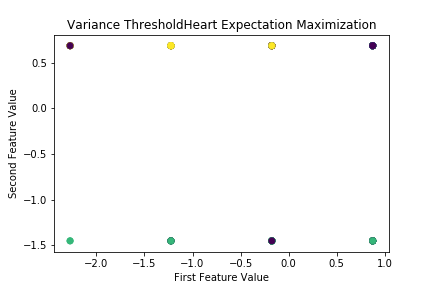 Variance ThresholdHeart Expectation Maximization
Second Feature Value
0.5
0.0
−0.5
−1.0
−1.5
−2.0 −1.5 −1.0 −0.5 0.0 0.5 1.0
First Feature Value